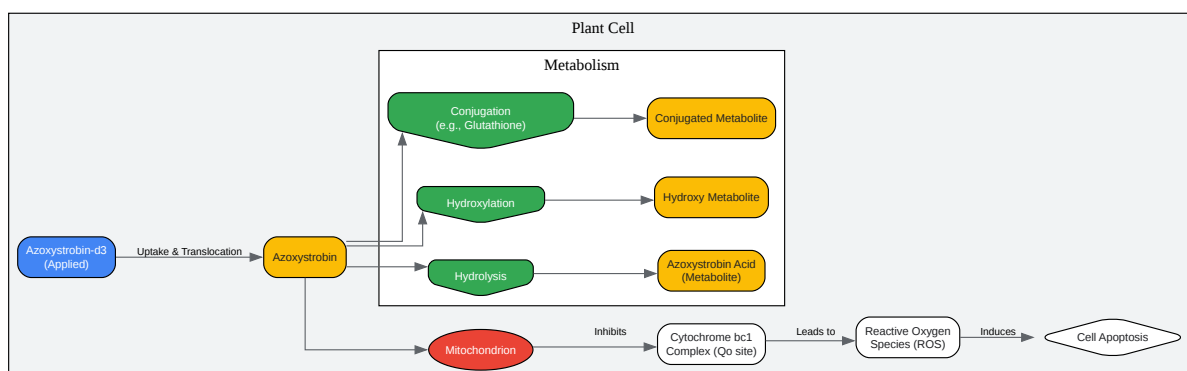 Plant Cell
Metabolism
Conjugation
(e.g., Glutathione)
Conjugated Metabolite
Hydroxylation
Hydroxy Metabolite
Azoxystrobin-d3
(Applied)
Uptake & Translocation
Azoxystrobin
Hydrolysis
Azoxystrobin Acid
(Metabolite)
Mitochondrion
Inhibits
Cytochrome bc1
Complex (Qo site)
Leads to
Reactive Oxygen
Species (ROS)
Induces
Cell Apoptosis